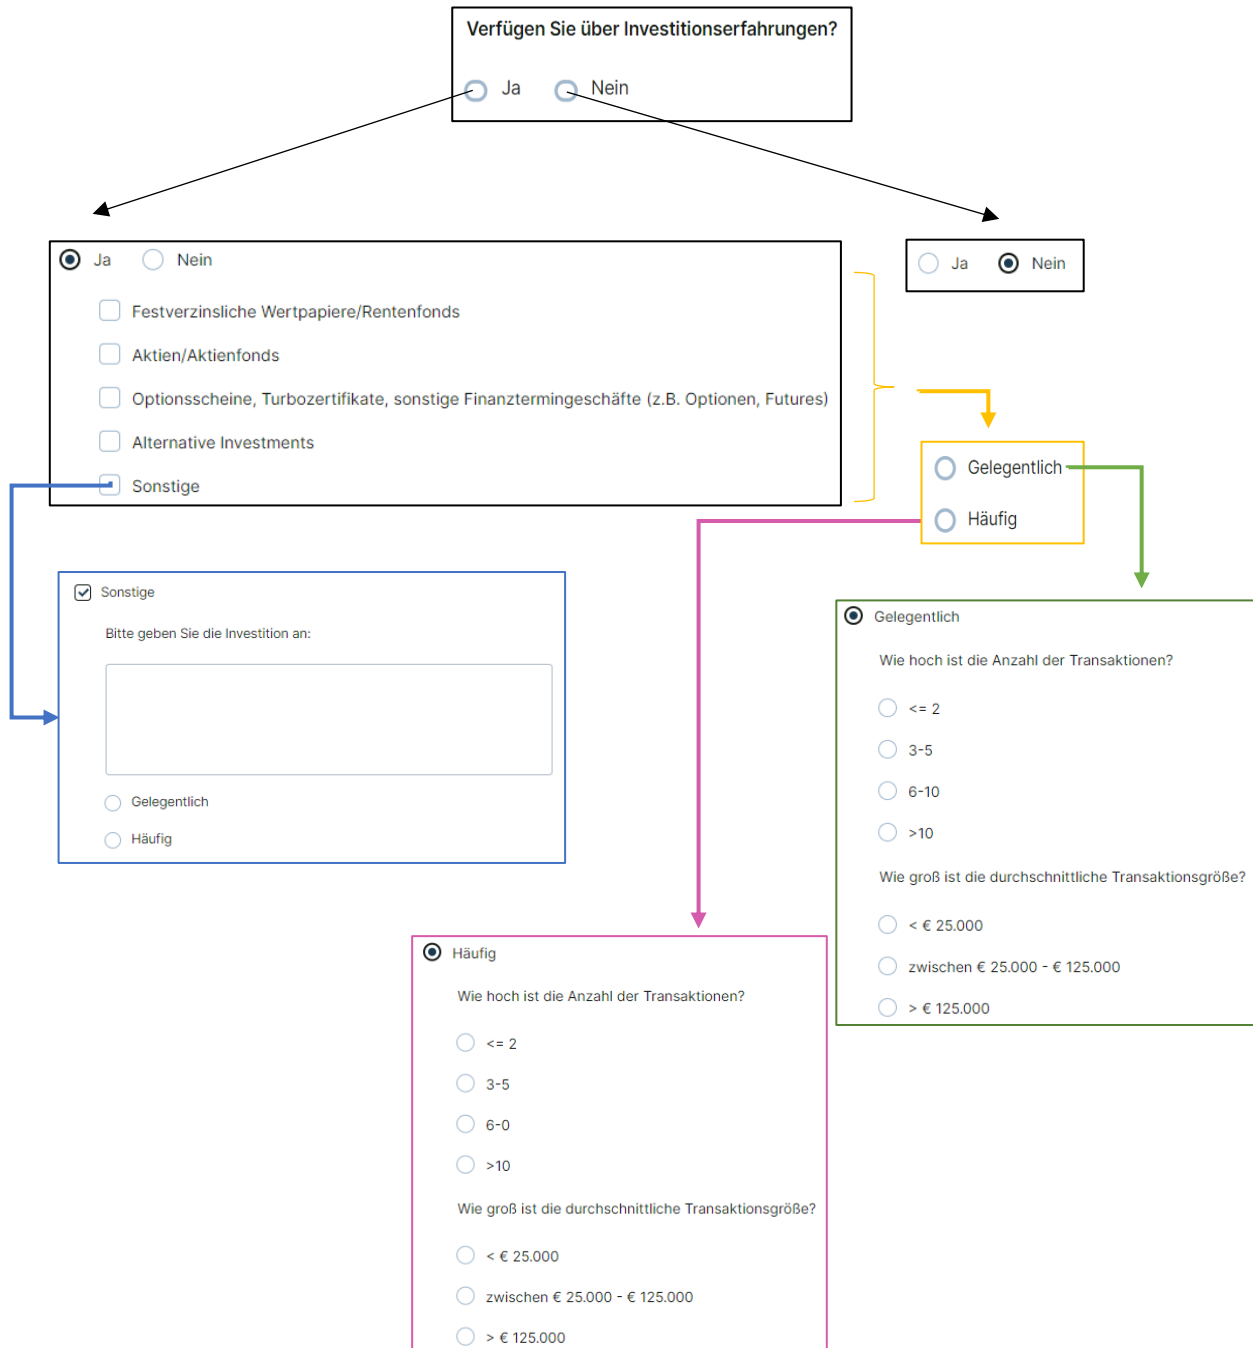 Verfügen Sie über Investitionserfahrungen?
Ja Nein
Ja Nein
Festverzinsliche Wertpapiere/Rentenfonds
Aktien/Aktienfonds
Optionsscheine, Turbozertifikate, sonstige Finanztermingeschäfte (z.B. Optionen, Futures)
Alternative Investments
Sonstige
Ja Nein
Gelegentlich
Häufig
Sonstige
Bitte geben Sie die Investition an:
Gelegentlich
Häufig
Gelegentlich
Wie hoch ist die Anzahl der Transaktionen?
<= 2
3-5
6-10
>10
Wie groß ist die durchschnittliche Transaktionsgröße?
< € 25.000
zwischen € 25.000 - € 125.000
> € 125.000
Häufig
Wie hoch ist die Anzahl der Transaktionen?
<= 2
3-5
6-0
>10
Wie groß ist die durchschnittliche Transaktionsgröße?
< € 25.000
zwischen € 25.000 - € 125.000
> € 125.000